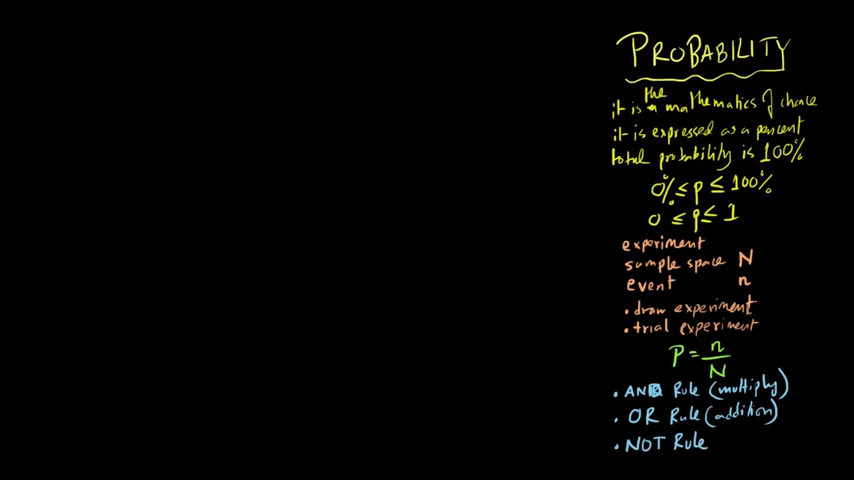 PROBABILITY
it is the mathematics of chance
it is expressed as a percent
total probability is 100%
0% ≤ p ≤ 100%
0 ≤ p ≤ 1
experiment
sample space N
event n
• draw experiment
• trial experiment
P = n/N
• AND Rule (multiply)
• OR Rule (addition)
• NOT Rule